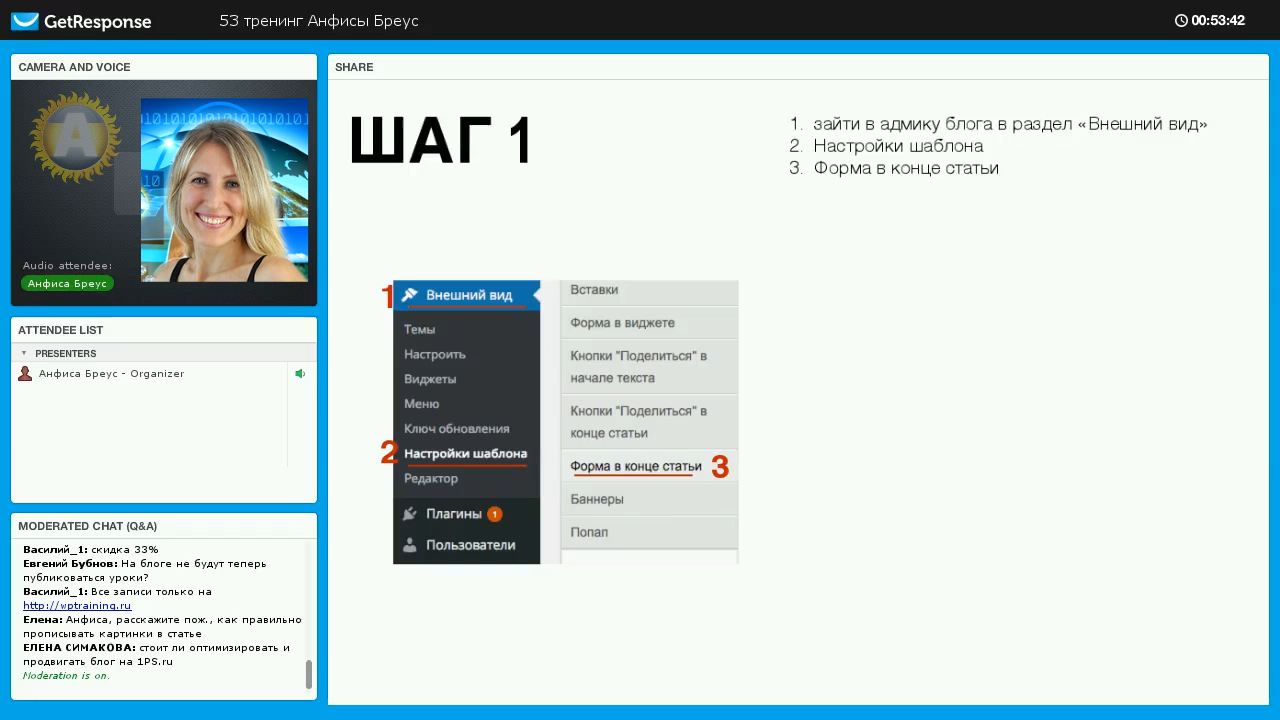 GetResponse
53 тренинг Анфисы Бреус
00:53:42
CAMERA AND VOICE
A
Audio attendee:
Анфиса Бреус
ATTENDEE LIST
PRESENTERS
Анфиса Бреус - Organizer
MODERATED CHAT (Q&A)
Василий_1: скидка 33%
Евгений Бубнов: На блоге не будут теперь
публиковаться уроки?
Василий_1: Все записи только на
http://wptraining.ru
Елена: Анфиса, расскажите пож., как правильно
прописывать картинки в статье
ЕЛЕНА СИМАКОВА: стоит ли оптимизировать и
продвигать блог на 1PS.ru
Moderation is on.
SHARE
ШАГ 1
1. зайти в адмику блога в раздел «Внешний вид»
2. Настройки шаблона
3. Форма в конце статьи
1 Внешний вид
Темы
Настроить
Виджеты
Меню
Ключ обновления
2 Настройки шаблона
Редактор
Плагины 1
Пользователи
Вставки
Форма в виджете
Кнопки "Поделиться" в
начале текста
Кнопки "Поделиться" в
конце статьи
Форма в конце статьи 3
Баннеры
Попап